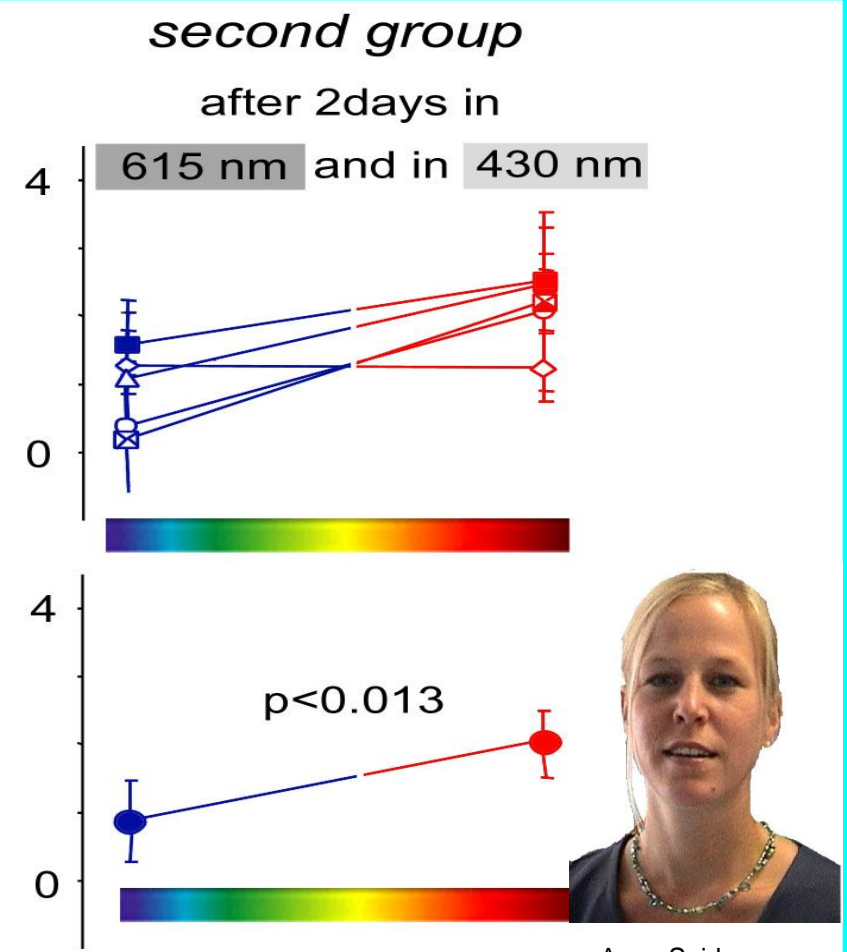 second group
after 2days in
615 nm and in 430 nm
4
0
4
p<0.013
0